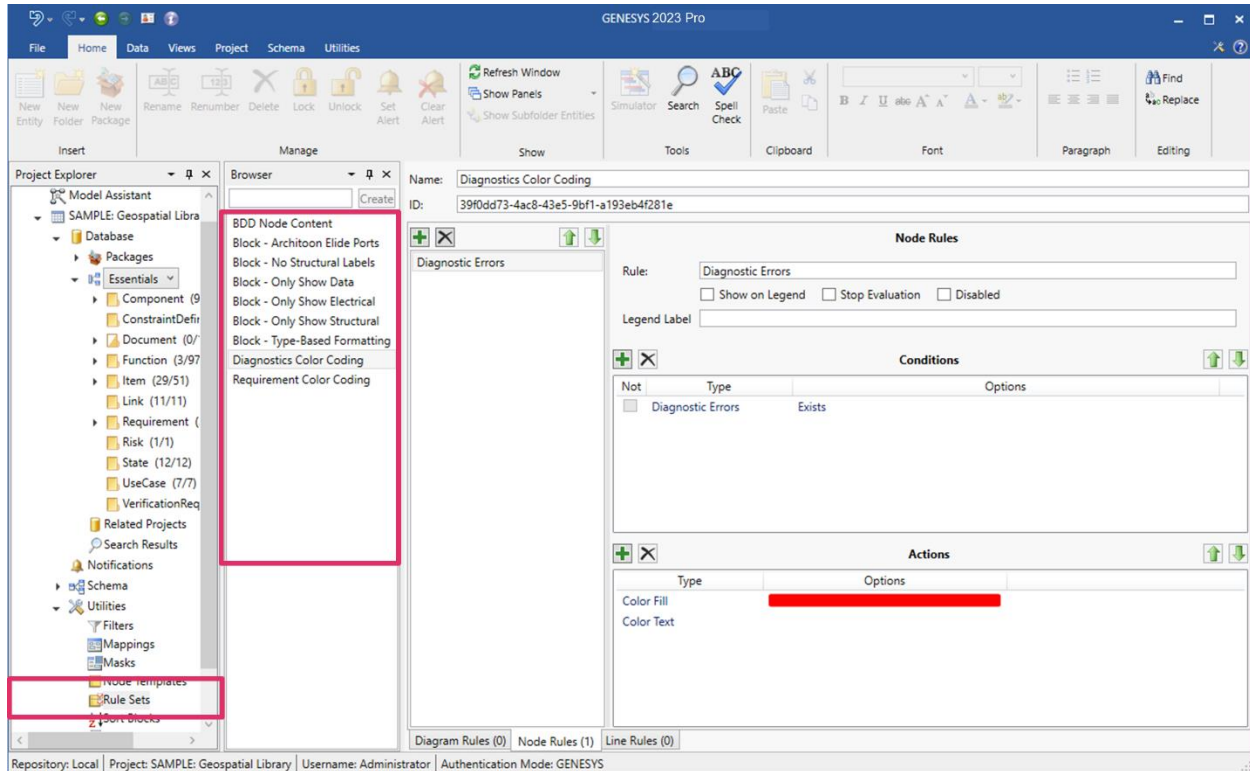 GENESYS 2023 Pro
File Home Data Views Project Schema Utilities
New Entity
New Folder
New Package
Insert
Rename Renumber Delete Lock Unlock
Set Alert
Clear Alert
Manage
Refresh Window
Show Panels
Show Subfolder Entities
Show
Simulator Search
ABC
Spell Check
Tools
Paste
Clipboard
B I U abc A A A ab
Font
Paragraph
Find
Replace
Editing
Project Explorer
Model Assistant
SAMPLE: Geospatial Libra
Database
Packages
Essentials
Component (9
ConstraintDefir
Document (0/
Function (3/97
Item (29/51)
Link (11/11)
Requirement (
Risk (1/1)
State (12/12)
UseCase (7/7)
VerificationReq
Related Projects
Search Results
Notifications
Schema
Utilities
Filters
Mappings
Masks
Node Templates
Rule Sets
Sort Blocks
Browser
Create
BDD Node Content
Block - Architoon Elide Ports
Block - No Structural Labels
Block - Only Show Data
Block - Only Show Electrical
Block - Only Show Structural
Block - Type-Based Formatting
Diagnostics Color Coding
Requirement Color Coding
Name: Diagnostics Color Coding
ID: 39f0dd73-4ac8-43e5-9bf1-a193eb4f281e
Diagnostic Errors
Node Rules
Rule: Diagnostic Errors
Show on Legend Stop Evaluation Disabled
Legend Label
Conditions
Not Type Options
Diagnostic Errors Exists
Actions
Type Options
Color Fill
Color Text
Diagram Rules (0) Node Rules (1) Line Rules (0)
Repository: Local Project: SAMPLE: Geospatial Library Username: Administrator Authentication Mode: GENESYS